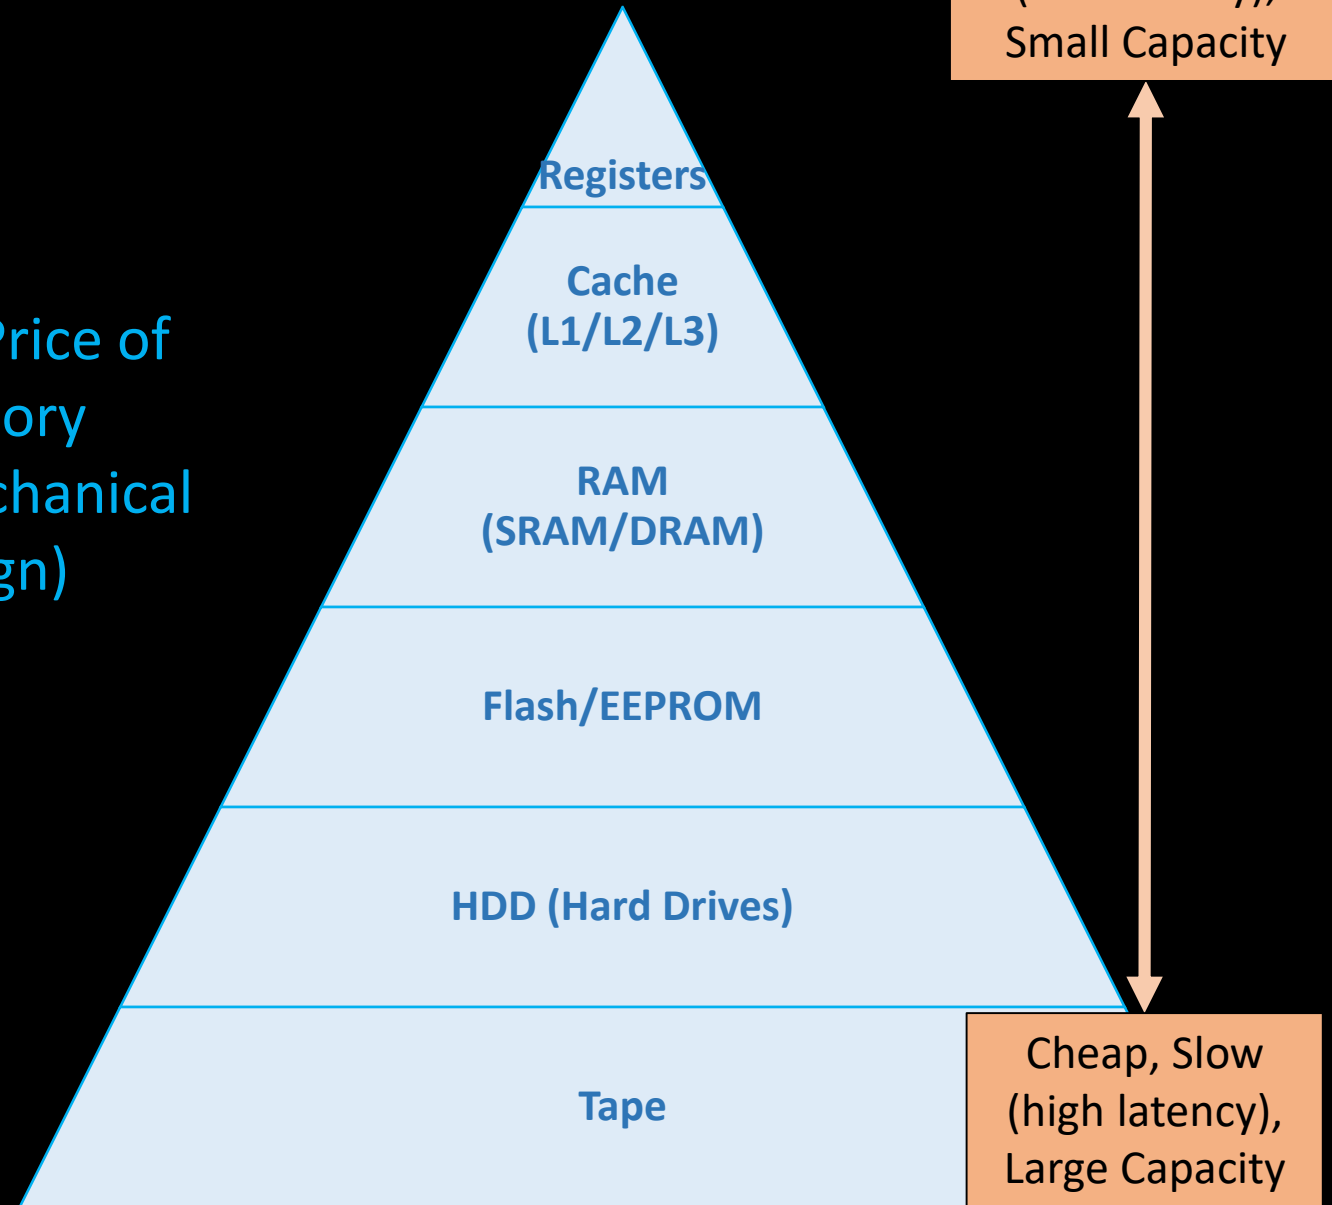 Small Capacity
Registers
Cache
(L1/L2/L3)
Price of
ory
chanical
gn)
RAM
(SRAM/DRAM)
Flash/EEPROM
HDD (Hard Drives)
Tape
Cheap, Slow
(high latency),
Large Capacity